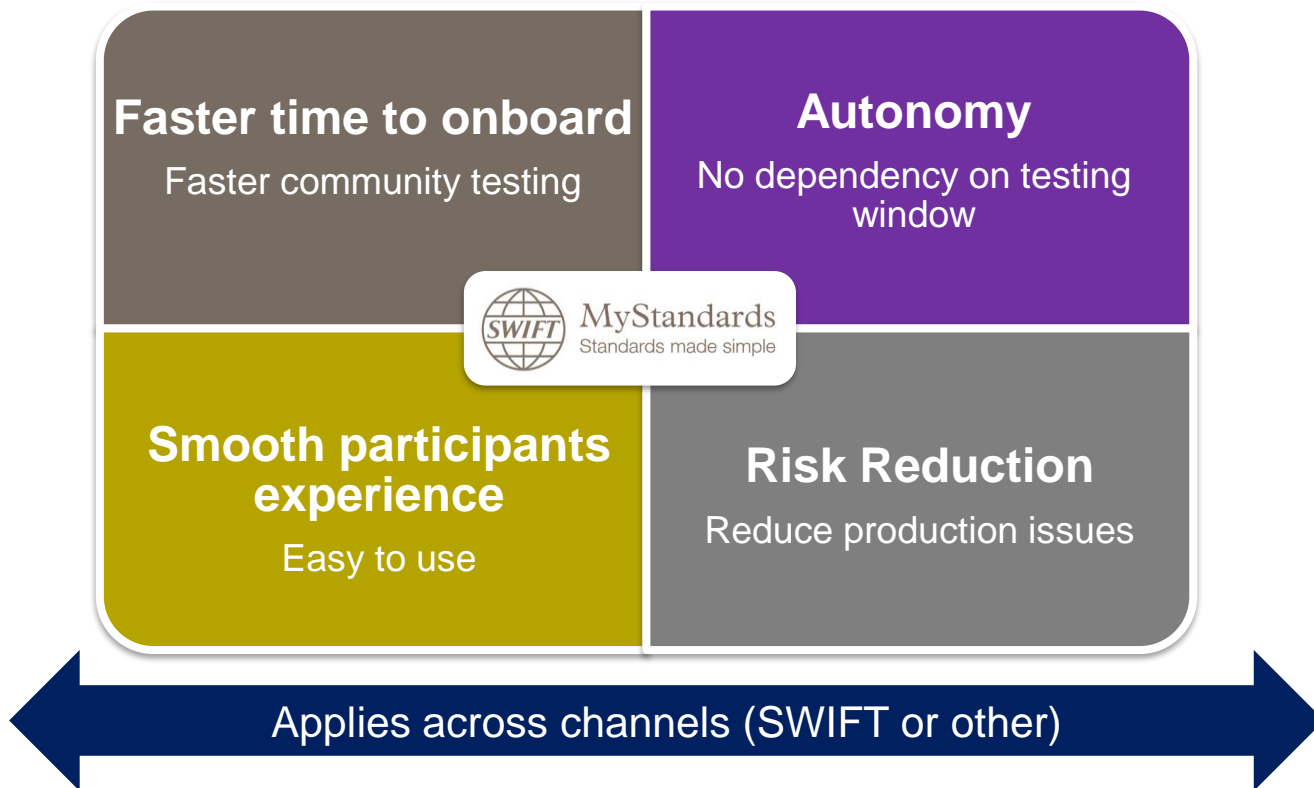 Faster time to onboard
Faster community testing
Autonomy
No dependency on testing
window
SWIFT
MyStandards
Standards made simple
Smooth participants
experience
Easy to use
Risk Reduction
Reduce production issues
Applies across channels (SWIFT or other)